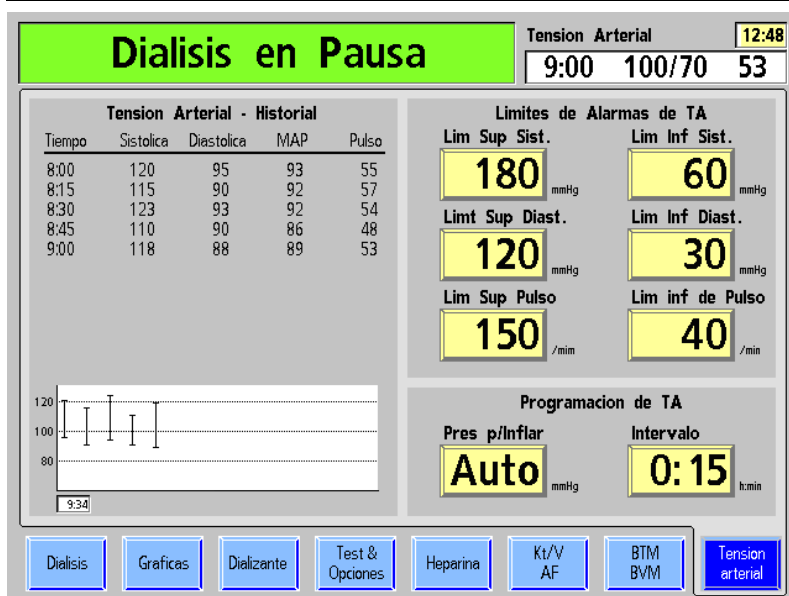 Dialisis en Pausa
Tension Arterial
12:48
9:00 100/70 53
Tension Arterial - Historial
Tiempo Sistolica Diastolica MAP Pulso
8:00 120 95 93 55
8:15 115 90 92 57
8:30 123 93 92 54
8:45 110 90 86 48
9:00 118 88 89 53
120
100
80
9:34
Limites de Alarmas de TA
Lim Sup Sist. Lim Inf Sist.
180 mmHg 60 mmHg
Limt Sup Diast. Lim Inf Diast.
120 mmHg 30 mmHg
Lim Sup Pulso Lim inf de Pulso
150 /min 40 /min
Programacion de TA
Pres p/Inflar Intervalo
Auto mmHg 0:15 h:min
Dialisis
Graficas
Dializante
Test &
Opciones
Heparina
Kt/V
AF
BTM
BVM
Tension
arterial